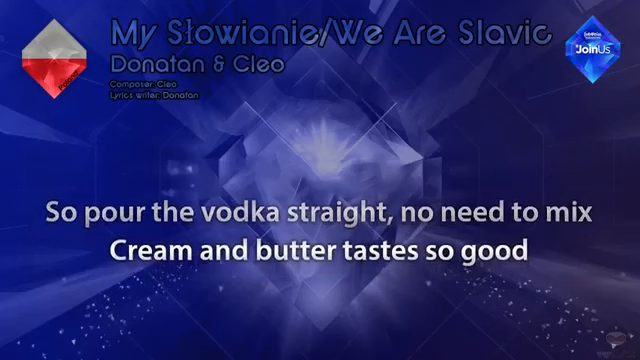 My Słowianie/We Are Slavic
Donatan & Cleo
Composer: Cleo
Lyrics writer: Donatan
#JoinUs
So pour the vodka straight, no need to mix
Cream and butter tastes so good